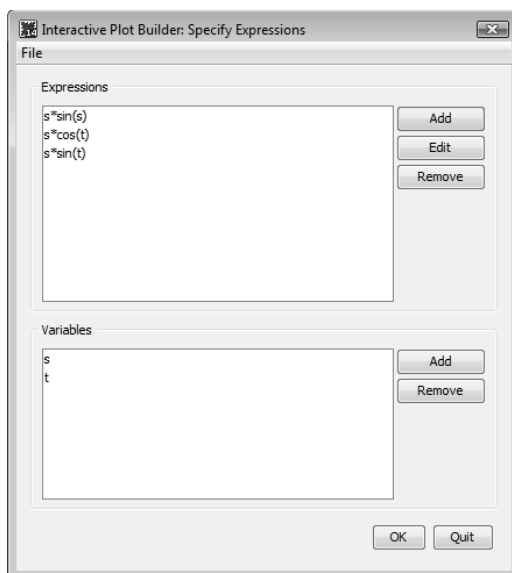 Interactive Plot Builder: Specify Expressions
File
Expressions
s*sin(s)
s*cos(t)
s*sin(t)
Add
Edit
Remove
Variables
s
t
Add
Remove
OK
Quit